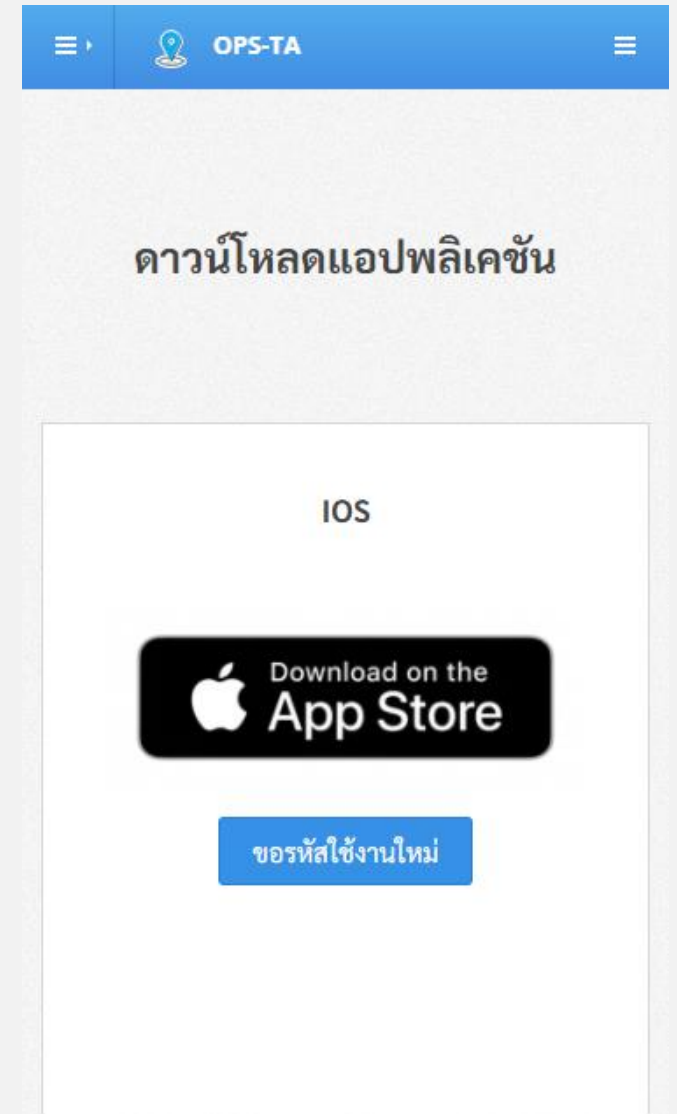 OPS-TA
ดาวน์โหลดแอปพลิเคชัน
IOS
Download on the
App Store
ขอรหัสใช้งานใหม่